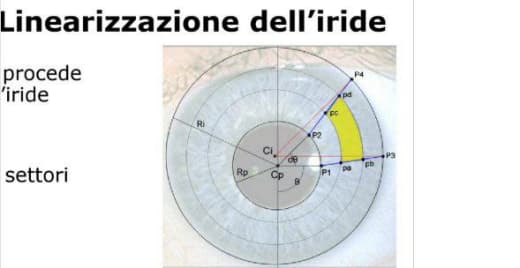 Linearizzazione dell'iride
procede
'iride
settori
P4
pd
pc
Ri
P2
Ci
dθ
P3
pa
pb
P1
Rp
Cp
θ